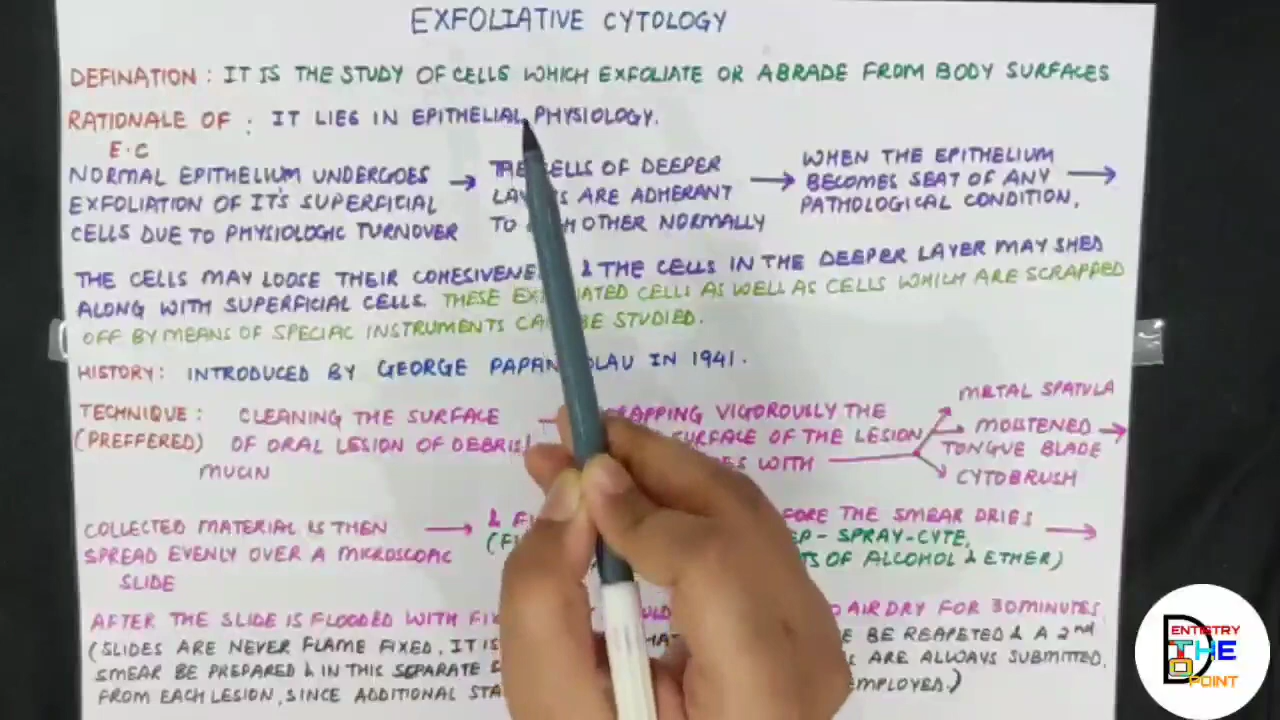 EXFOLIATIVE CYTOLOGY
DEFINATION : IT IS THE STUDY OF CELLS WHICH EXFOLIATE OR ABRADE FROM BODY SURFACES
RATIONALE OF : IT LIES IN EPITHELIAL PHYSIOLOGY.
E.C
NORMAL EPITHELIUM UNDERGOES → CELLS OF DEEPER WHEN THE EPITHELIUM
EXFOLIATION OF IT'S SUPERFICIAL ARE ADHERANT → BECOMES SEAT OF ANY →
CELLS DUE TO PHYSIOLOGIC TURNOVER TO OTHER NORMALLY PATHOLOGICAL CONDITION,
THE CELLS MAY LOOSE THEIR & THE CELLS IN THE DEEPER LAYER MAY SHED
ALONG WITH SUPERFICIAL CELLS. THESE CELLS AS WELL AS CELLS WHICH ARE SCRAPPED
OFF BY MEANS OF SPECIAL INSTRUMENTS BE STUDIED.
HISTORY : INTRODUCED BY GEORGE IN 1941.
TECHNIQUE : CLEANING THE SURFACE VIGOROUSLY THE
(PREFFERED) OF ORAL LESION OF DEBRIS SURFACE OF THE LESION
MUCIN WITH
METAL SPATULA
MOISTENED →
TONGUE BLADE
CYTOBRUSH
COLLECTED MATERIAL IS THEN → & THE SMEAR DRIES →
SPREAD EVENLY OVER A MICROSCOPIC - SPRAY-CYTE,
SLIDE OF ALCOHOL & ETHER)
AFTER THE SLIDE IS FLOODED WITH AIR DRY FOR 30 MINUTES
(SLIDES ARE NEVER FLAME FIXED, IT IS BE REAPETED & A 2nd
SMEAR BE PREPARED & IN THIS SEPARATE ARE ALWAYS SUBMITTED,
FROM EACH LESION, SINCE ADDITIONAL EMPLOYED.)
DENTISTRY
THE
POINT